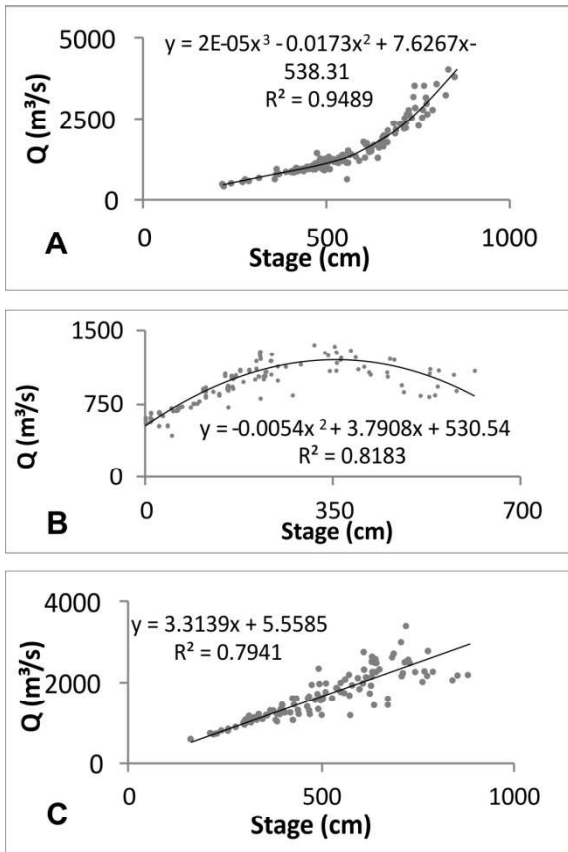 5000
y = 2E-05x³ - 0.0173x² + 7.6267x-
538.31
R² = 0.9489
2500
0
Q (m³/s)
0
500
1000
Stage (cm)
A
1500
750
0
Q (m³/s)
y = -0.0054x² + 3.7908x + 530.54
R² = 0.8183
0
350
700
Stage (cm)
B
4000
y = 3.3139x + 5.5585
R² = 0.7941
2000
0
Q (m³/s)
0
500
1000
Stage (cm)
C